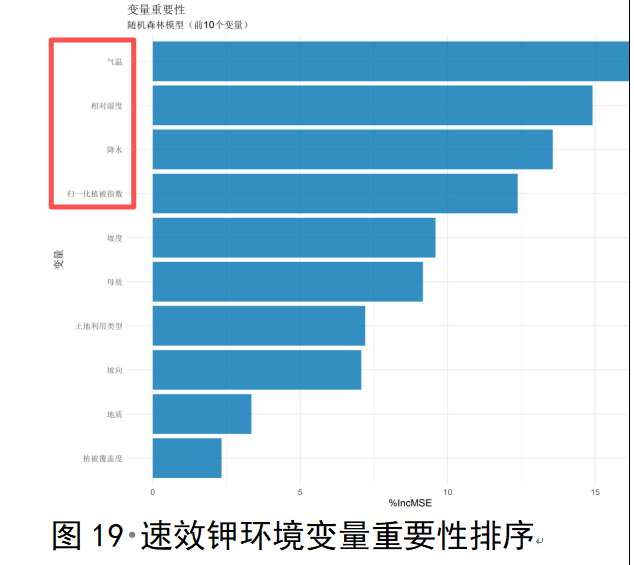 变量重要性
随机森林模型（前10个变量）
气温
相对湿度
降水
归一化植被指数
坡度
母质
土地利用类型
坡向
地质
植被覆盖度
变量
0 5 10 15
%IncMSE
图 19·速效钾环境变量重要性排序